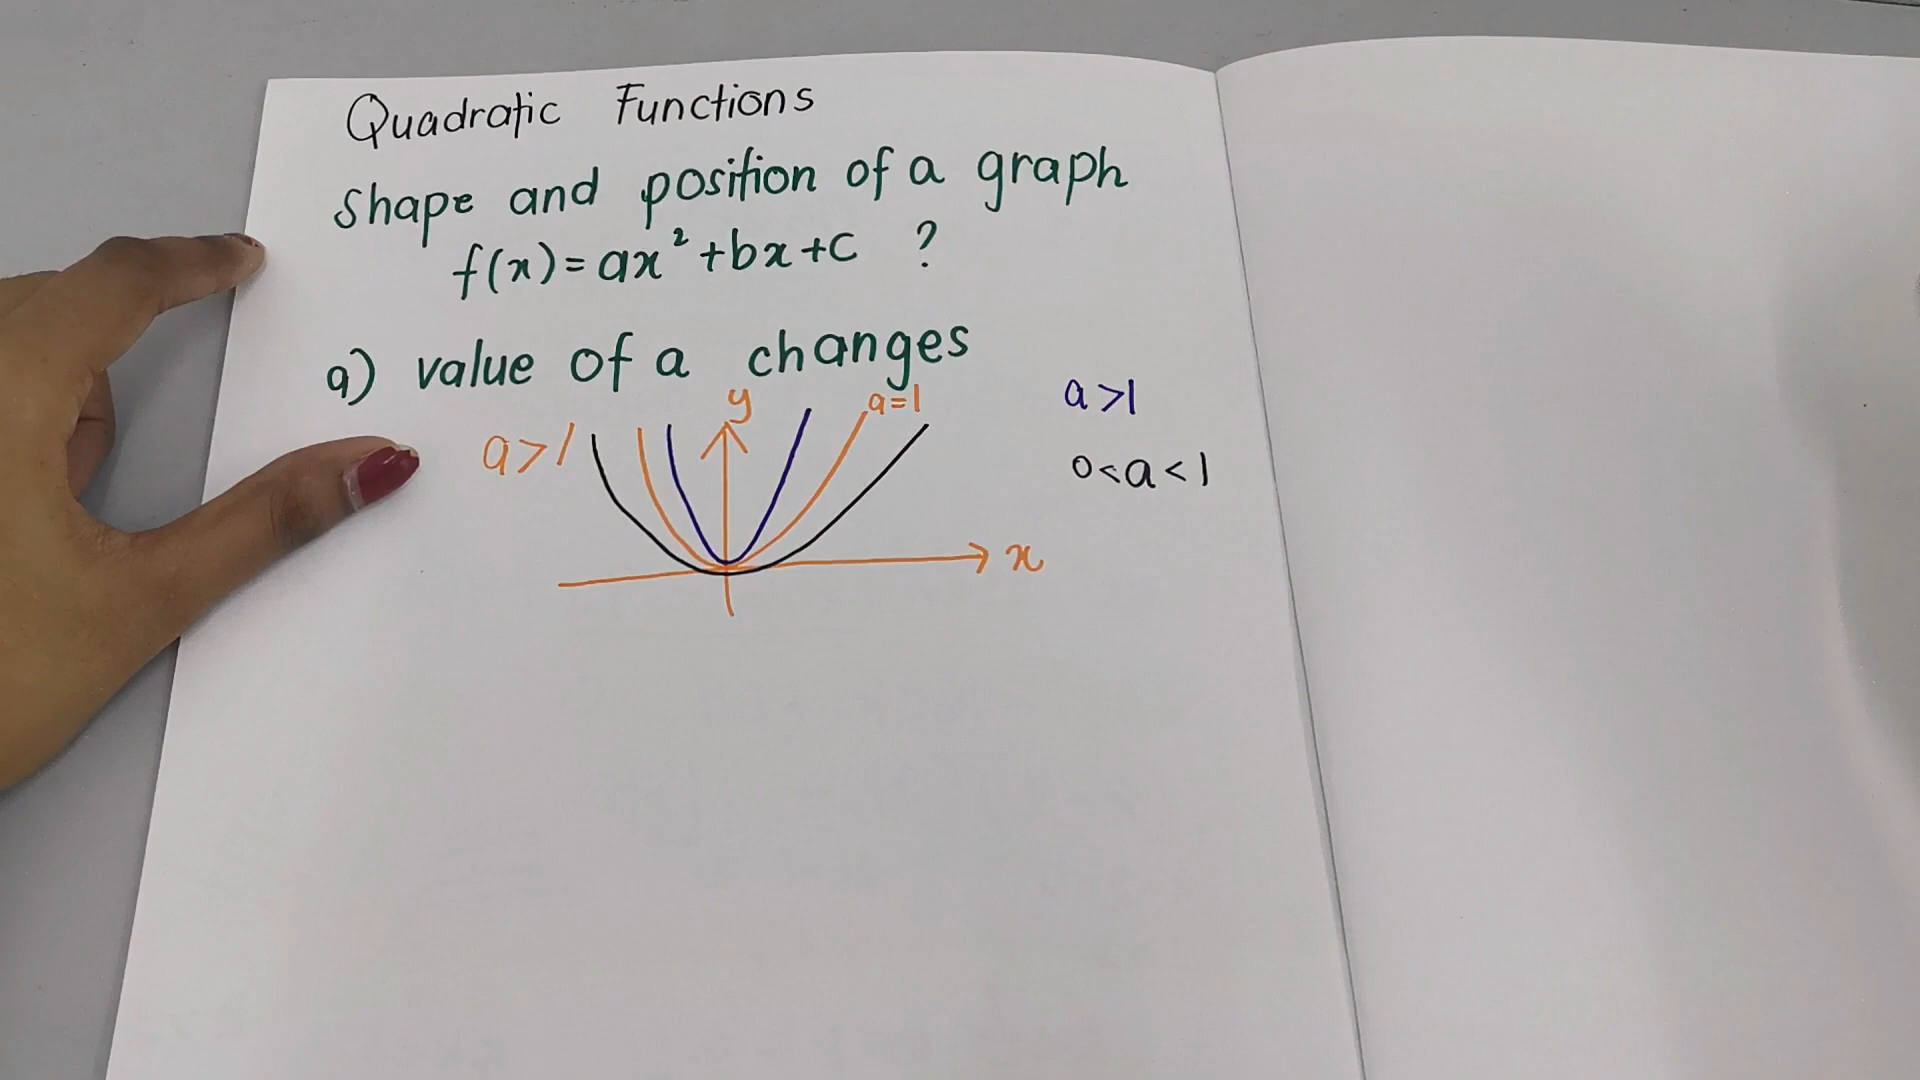 Quadratic Functions
shape and position of a graph
f(x)=ax²+bx+c ?
a) value of a changes
y
a=1
a>1
a>1
0<a<1
x